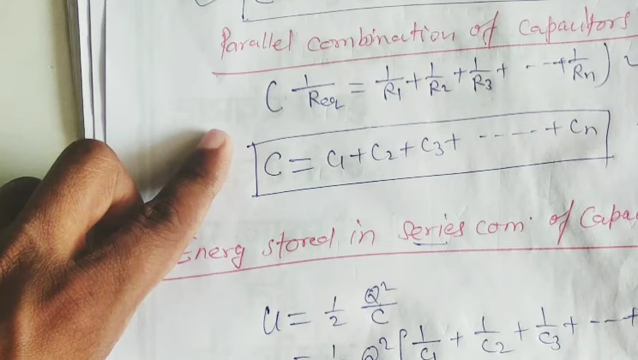 Parallel combination of capacitors
( 1/Req = 1/R1 + 1/R2 + 1/R3 + ---+ 1/Rn )
C = C1 + C2 + C3 + ------ + Cn
Energ stored in series com. of Capa
U = 1/2 Q²/C
= 1 Q² [ 1/C1 + 1/C2 + 1/C3 + ---+